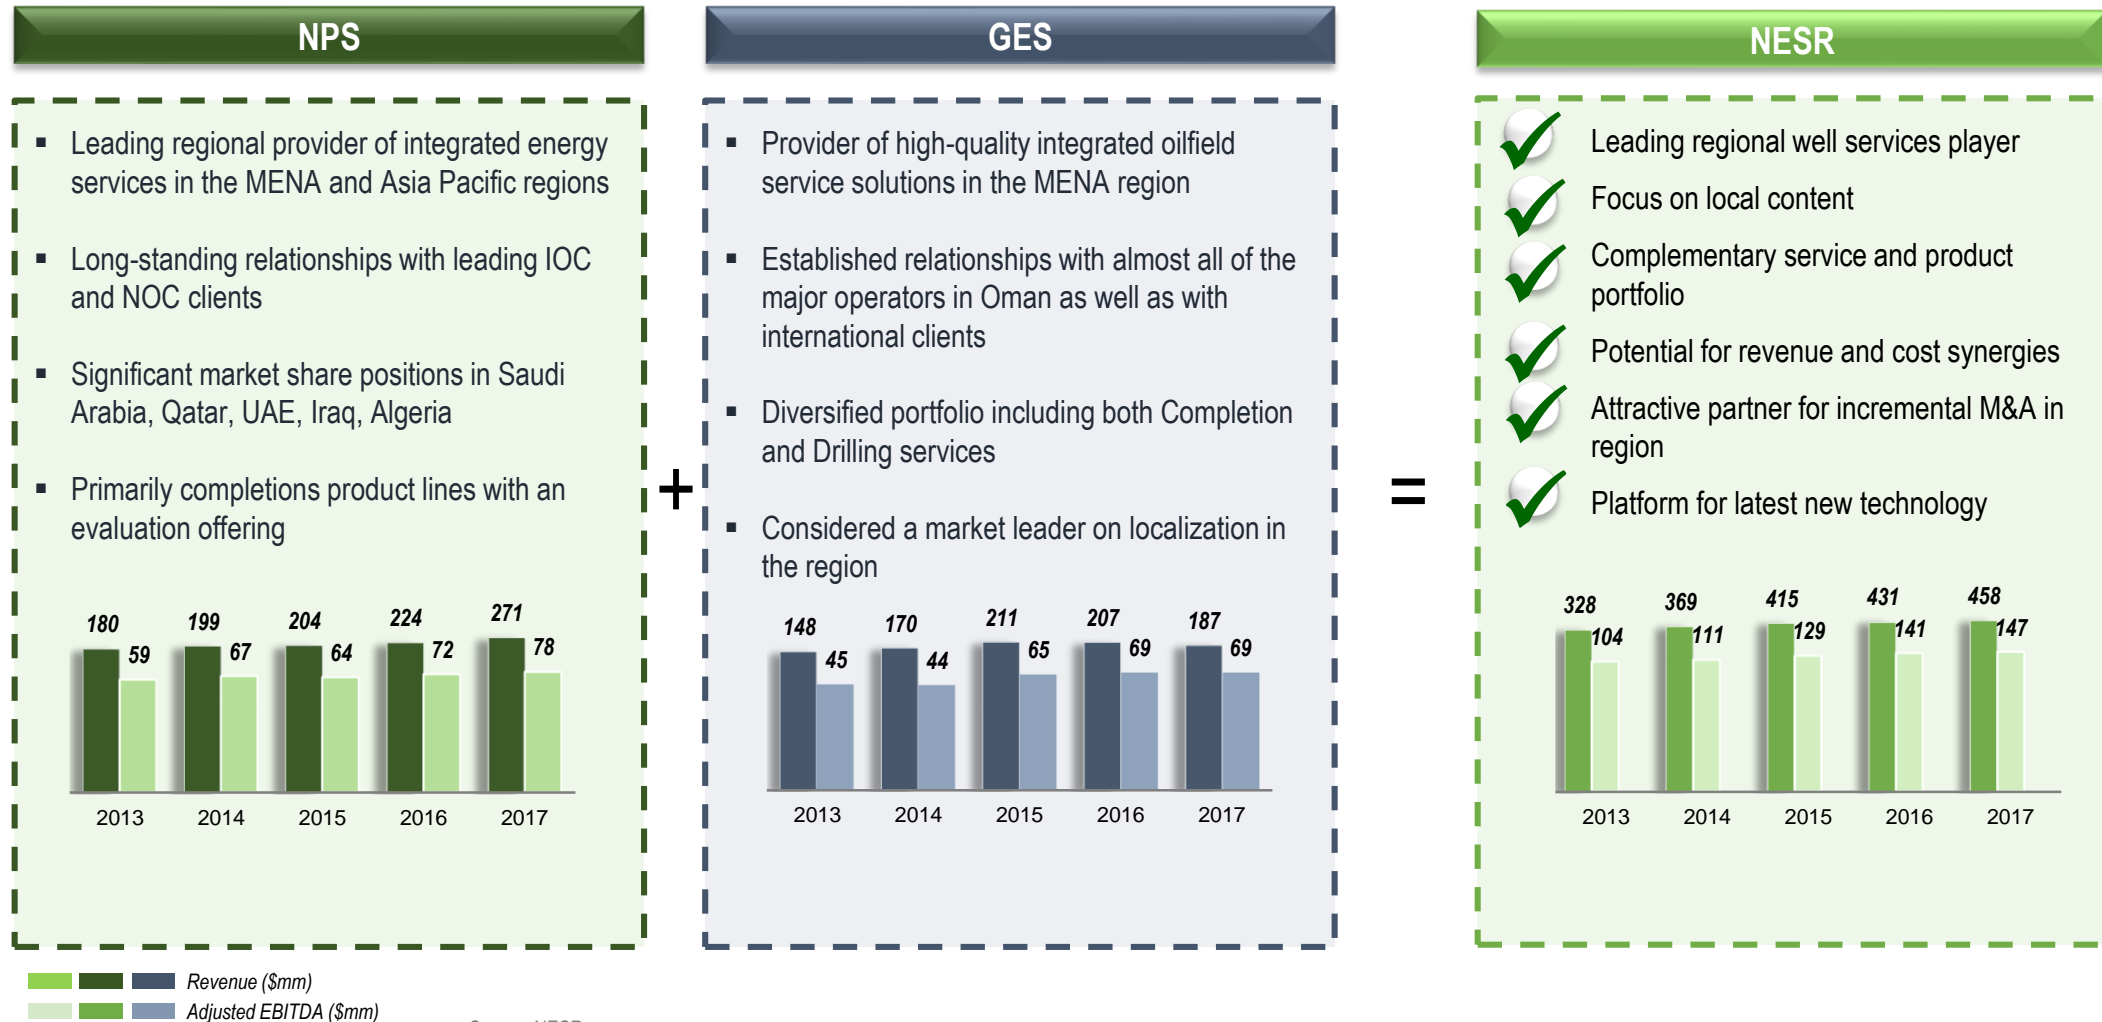 NPS
Leading regional provider of integrated energy
services in the MENA and Asia Pacific regions
Long-standing relationships with leading IOC
and NOC clients
Significant market share positions in Saudi
Arabia, Qatar, UAE, Iraq, Algeria
Primarily completions product lines with an
evaluation offering
180 199 204 224 271
59 67 64 72 78
2013 2014 2015 2016 2017
+
GES
Provider of high-quality integrated oilfield
service solutions in the MENA region
Established relationships with almost all of the
major operators in Oman as well as with
international clients
Diversified portfolio including both Completion
and Drilling services
Considered a market leader on localization in
the region
148 170 211 207 187
45 44 65 69 69
2013 2014 2015 2016 2017
=
NESR
Leading regional well services player
Focus on local content
Complementary service and product
portfolio
Potential for revenue and cost synergies
Attractive partner for incremental M&A in
region
Platform for latest new technology
328 369 415 431 458
104 111 129 141 147
2013 2014 2015 2016 2017
Revenue ($mm)
Adjusted EBITDA ($mm)